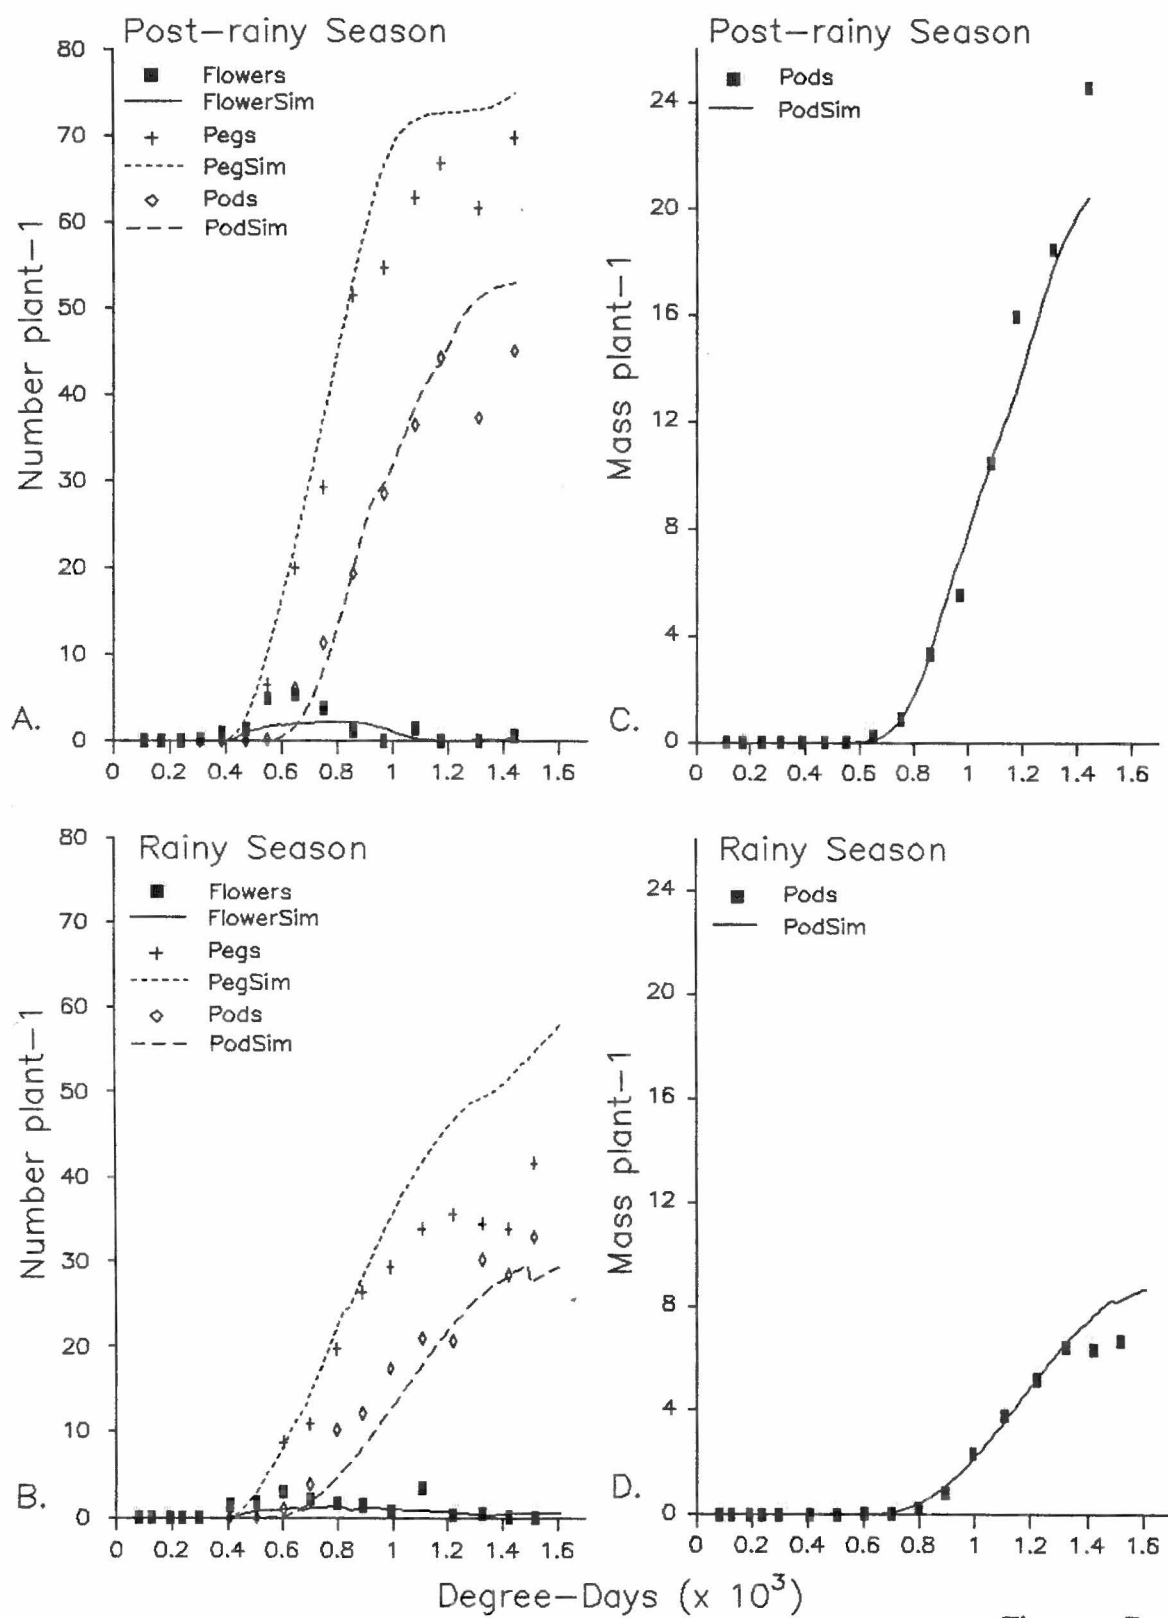 Post-rainy Season
80
70
60
50
40
30
20
10
0
Number plant-1
Flowers
FlowerSim
Pegs
PegSim
Pods
PodSim
A.
0 0.2 0.4 0.6 0.8 1 1.2 1.4 1.6
Post-rainy Season
24
20
16
12
8
4
0
Mass plant-1
Pods
PodSim
C.
0 0.2 0.4 0.6 0.8 1 1.2 1.4 1.6
Rainy Season
80
70
60
50
40
30
20
10
0
Number plant-1
Flowers
FlowerSim
Pegs
PegSim
Pods
PodSim
B.
0 0.2 0.4 0.6 0.8 1 1.2 1.4 1.6
Rainy Season
24
20
16
12
8
4
0
Mass plant-1
Pods
PodSim
D.
0 0.2 0.4 0.6 0.8 1 1.2 1.4 1.6
Degree-Days (x 10³)